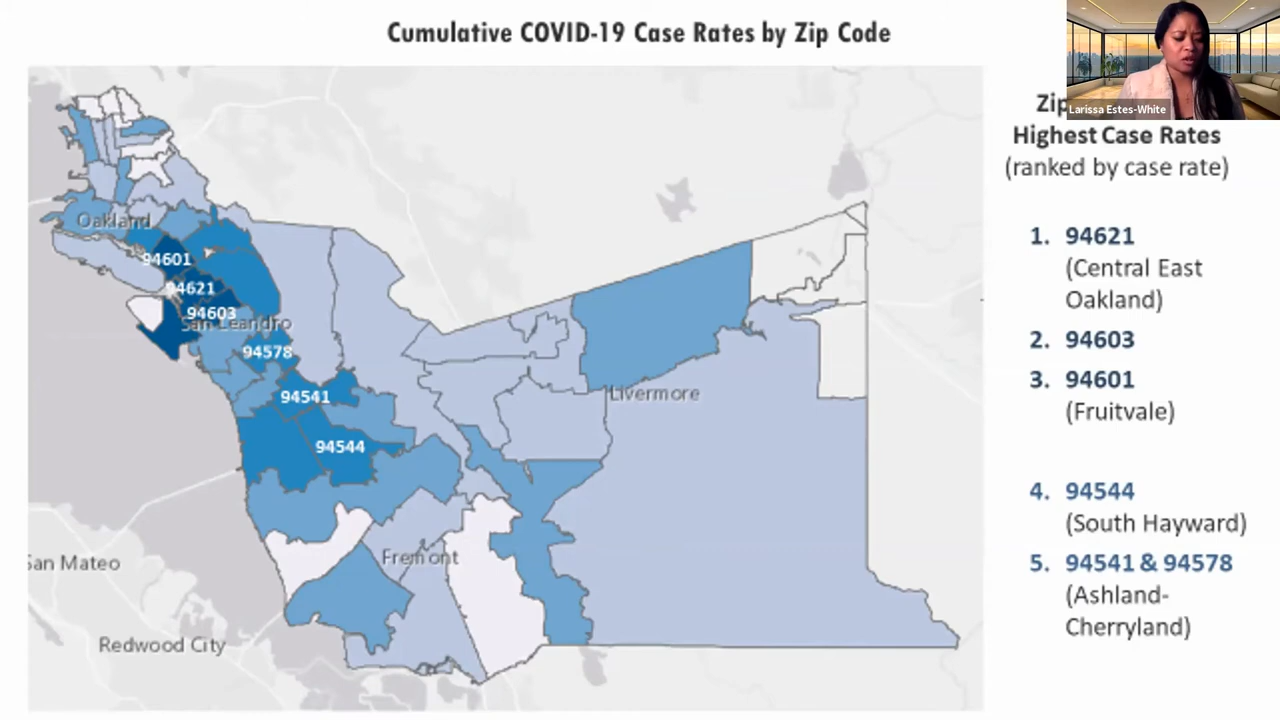 Cumulative COVID-19 Case Rates by Zip Code
Larissa Estes-White
Zip
Highest Case Rates
(ranked by case rate)
1. 94621
(Central East
Oakland)
2. 94603
3. 94601
(Fruitvale)
4. 94544
(South Hayward)
5. 94541 & 94578
(Ashland-
Cherryland)
Oakland
94601
94621
94603
San Leandro
94578
94541
94544
Livermore
Fremont
San Mateo
Redwood City